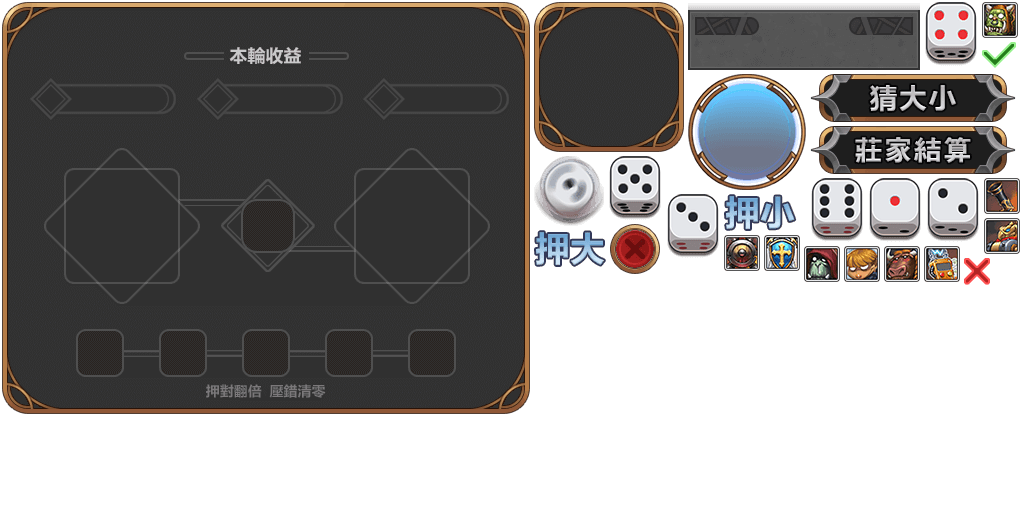 本輪收益
押對翻倍 壓錯清零
猜大小
莊家結算
押小
押大